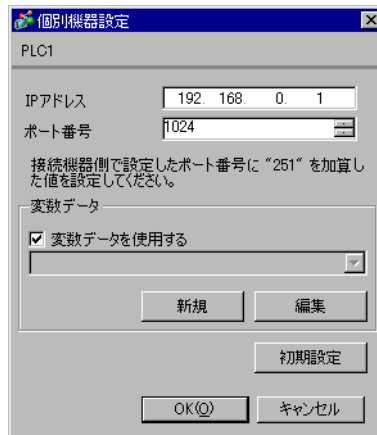 個別機器設定
PLC1
IPアドレス 192. 168. 0. 1
ポート番号 1024
接続機器側で設定したポート番号に "251" を加算し
た値を設定してください。
変数データ
変数データを使用する
新規 編集
初期設定
OK(O) キャンセル